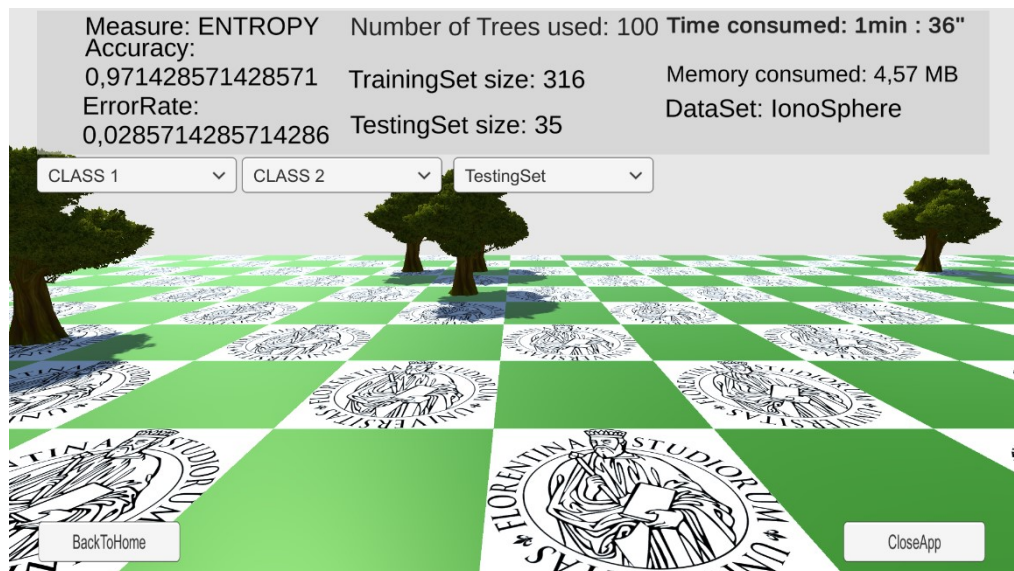 Measure: ENTROPY
Accuracy:
0,971428571428571
ErrorRate:
0,0285714285714286
Number of Trees used: 100
TrainingSet size: 316
TestingSet size: 35
Time consumed: 1min : 36"
Memory consumed: 4,57 MB
DataSet: IonoSphere
CLASS 1
CLASS 2
TestingSet
FLORENTINA STUDIORUM UNIVERSITAS
BackToHome
CloseApp